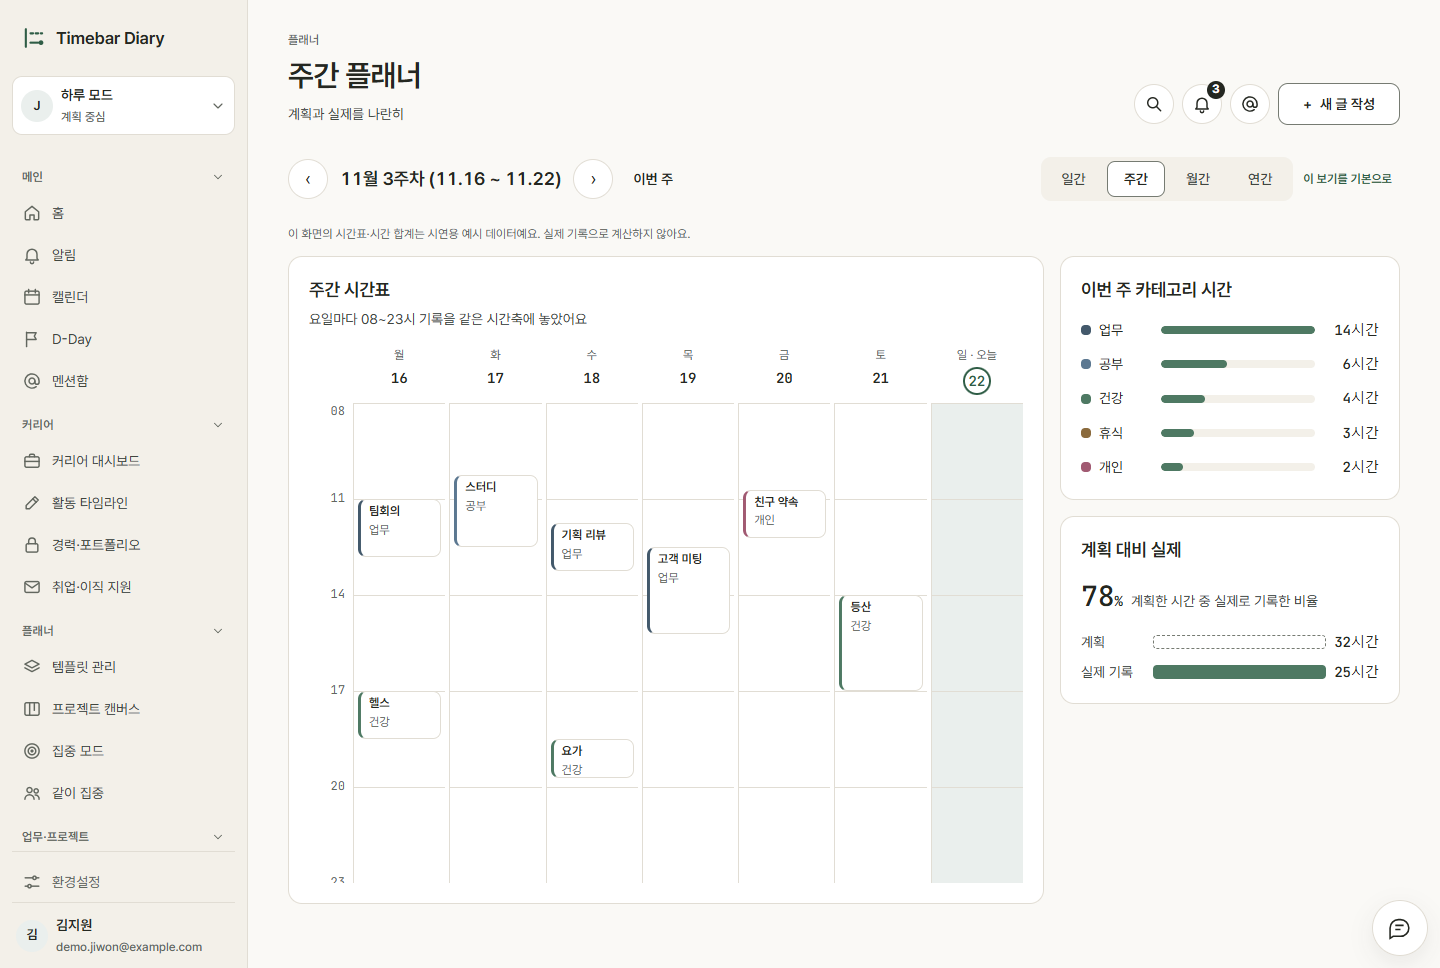 Timebar Diary
J
하루 모드
계획 중심
메인
홈
알림
캘린더
D-Day
멘션함
커리어
커리어 대시보드
활동 타임라인
경력·포트폴리오
취업·이직 지원
플래너
템플릿 관리
프로젝트 캔버스
집중 모드
같이 집중
업무·프로젝트
환경설정
김
김지원
demo.jiwon@example.com
플래너
주간 플래너
계획과 실제를 나란히
3
+ 새 글 작성
‹ 11월 3주차 (11.16 ~ 11.22) › 이번 주
일간 주간 월간 연간 이 보기를 기본으로
이 화면의 시간표·시간 합계는 시연용 예시 데이터예요. 실제 기록으로 계산하지 않아요.
주간 시간표
요일마다 08~23시 기록을 같은 시간축에 놓았어요
월 화 수 목 금 토 일 · 오늘
16 17 18 19 20 21 22
08
11
14
17
20
23
팀회의
업무
헬스
건강
스터디
공부
기획 리뷰
업무
요가
건강
고객 미팅
업무
친구 약속
개인
등산
건강
이번 주 카테고리 시간
업무 14시간
공부 6시간
건강 4시간
휴식 3시간
개인 2시간
계획 대비 실제
78% 계획한 시간 중 실제로 기록한 비율
계획 32시간
실제 기록 25시간